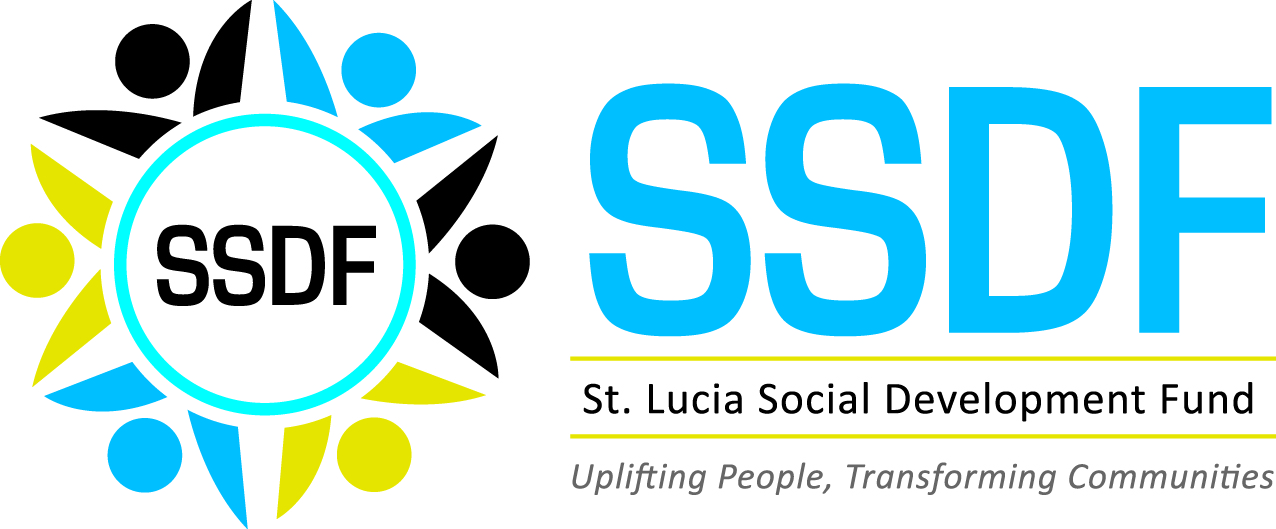 SSDF
SSDF
St. Lucia Social Development Fund
Uplifting People, Transforming Communities